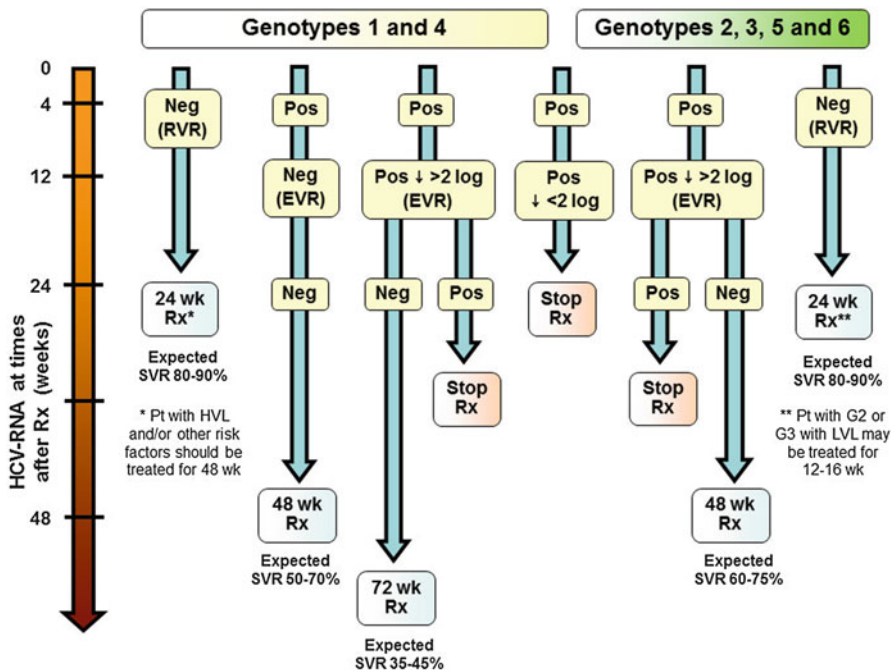 Genotypes 1 and 4
Genotypes 2, 3, 5 and 6
HCV-RNA at times
after Rx (weeks)
0
4
12
24
48
Neg
(RVR)
24 wk
Rx*
Expected
SVR 80-90%
* Pt with HVL
and/or other risk
factors should be
treated for 48 wk
Pos
Neg
(EVR)
Neg
48 wk
Rx
Expected
SVR 50-70%
Pos
Pos ↓ >2 log
(EVR)
Neg
Pos
72 wk
Rx
Expected
SVR 35-45%
Stop
Rx
Pos
Pos
↓ <2 log
Stop
Rx
Pos
Pos ↓ >2 log
(EVR)
Pos
Neg
Stop
Rx
48 wk
Rx
Expected
SVR 60-75%
Neg
(RVR)
24 wk
Rx**
Expected
SVR 80-90%
** Pt with G2 or
G3 with LVL may
be treated for
12-16 wk